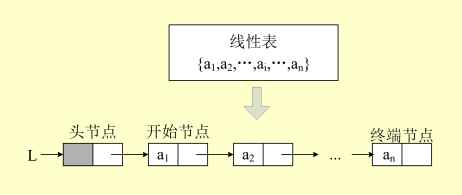 线性表
{a1,a2,⋯,ai,⋯,an}
头节点 开始节点 终端节点
L a1 a2 ... an